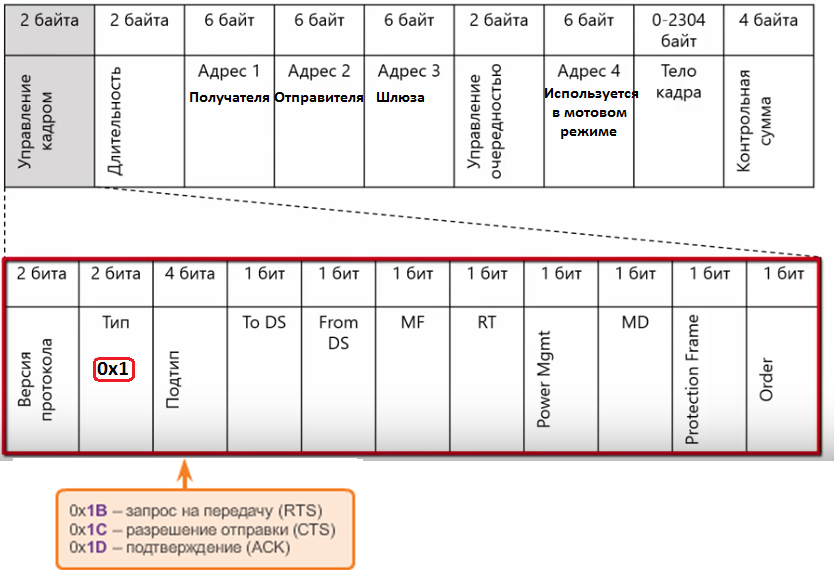 2 байта
2 байта
6 байт
6 байт
6 байт
2 байта
6 байт
0-2304
байт
4 байта
Управление
кадром
Длительность
Адрес 1
Получателя
Адрес 2
Отправителя
Адрес 3
Шлюза
Управление
очередностью
Адрес 4
Используется
в мотовом
режиме
Тело
кадра
Контрольная
сумма
2 бита
2 бита
4 бита
1 бит
1 бит
1 бит
1 бит
1 бит
1 бит
1 бит
1 бит
Версия
протокола
Тип
0x1
Подтип
To DS
From
DS
MF
RT
Power Mgmt
MD
Protection Frame
Order
0x1B – запрос на передачу (RTS)
0x1C – разрешение отправки (CTS)
0x1D – подтверждение (ACK)